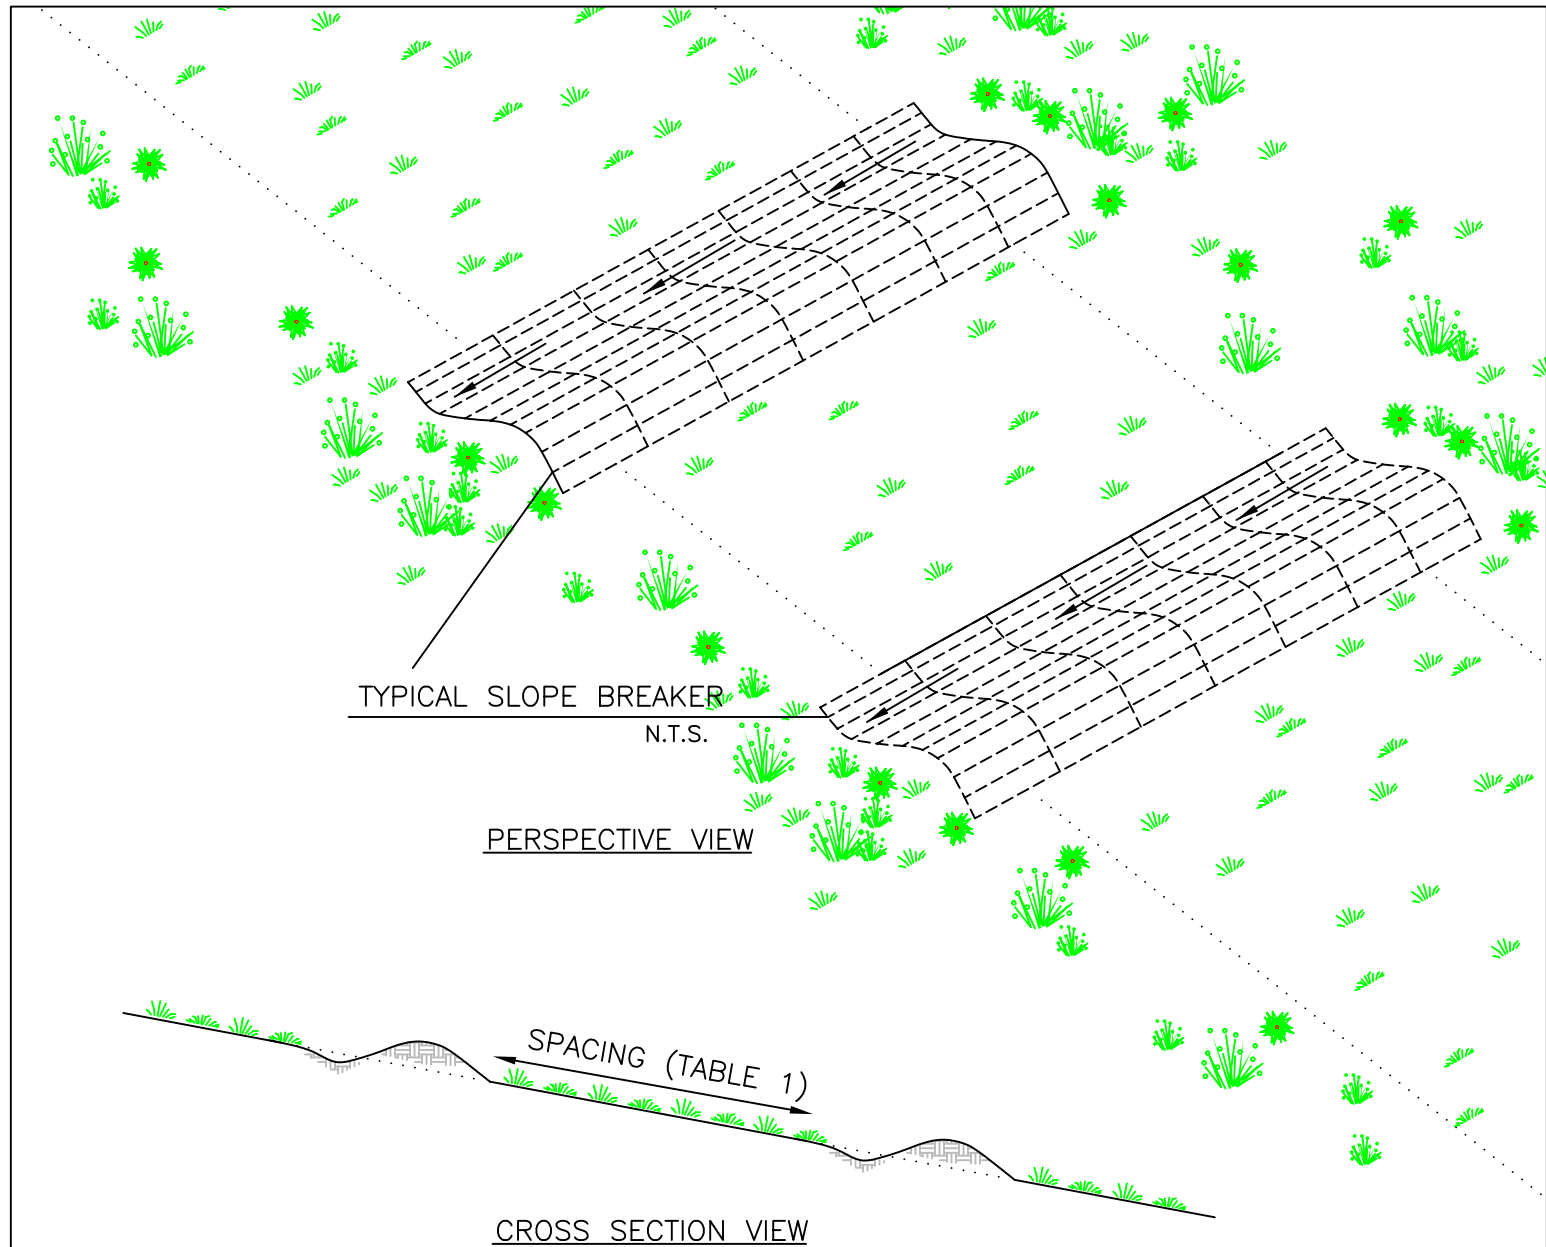 TYPICAL SLOPE BREAKER
N.T.S.
PERSPECTIVE VIEW
SPACING (TABLE 1)
CROSS SECTION VIEW